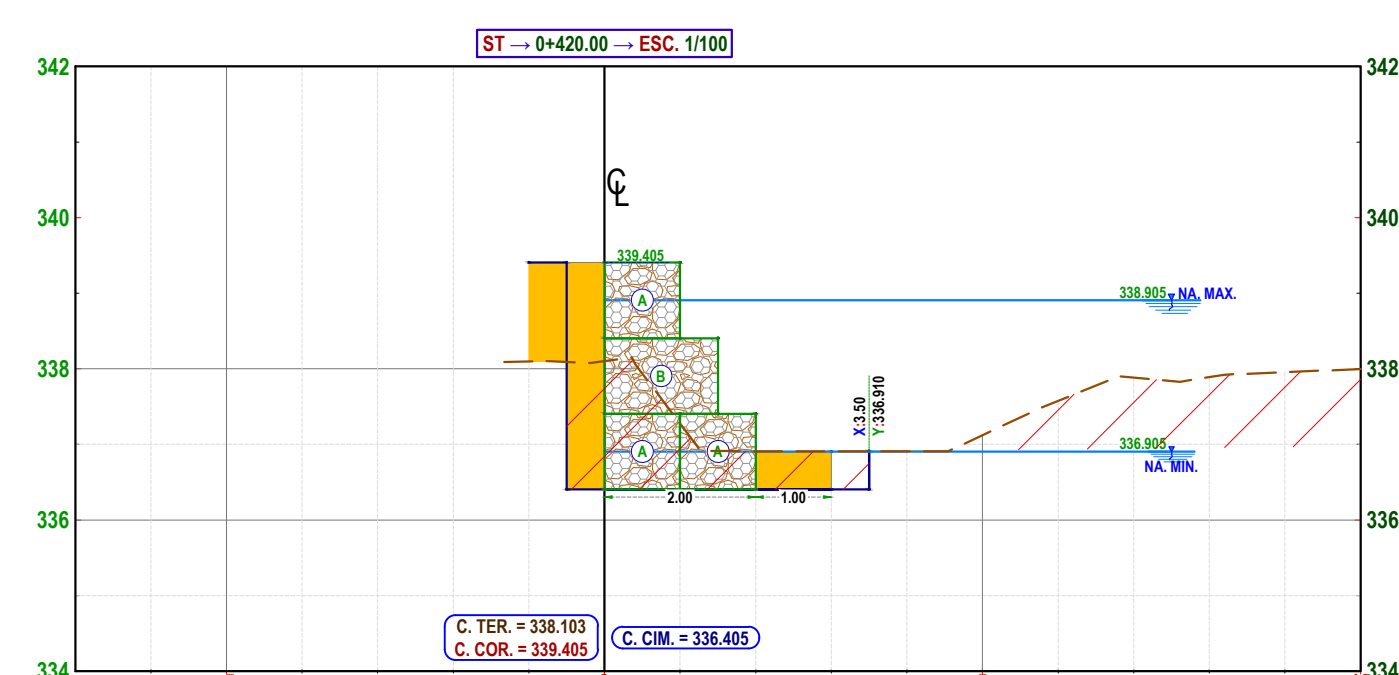 ST → 0+420.00 → ESC. 1/100
342
342
℄
340
340
339.405
A
338.905
NA. MAX.
338
338
B
X:3.50
Y:336.910
A
A
336.905
NA. MIN.
2.00
1.00
336
336
C. TER. = 338.103
C. COR. = 339.405
C. CIM. = 336.405
334
334